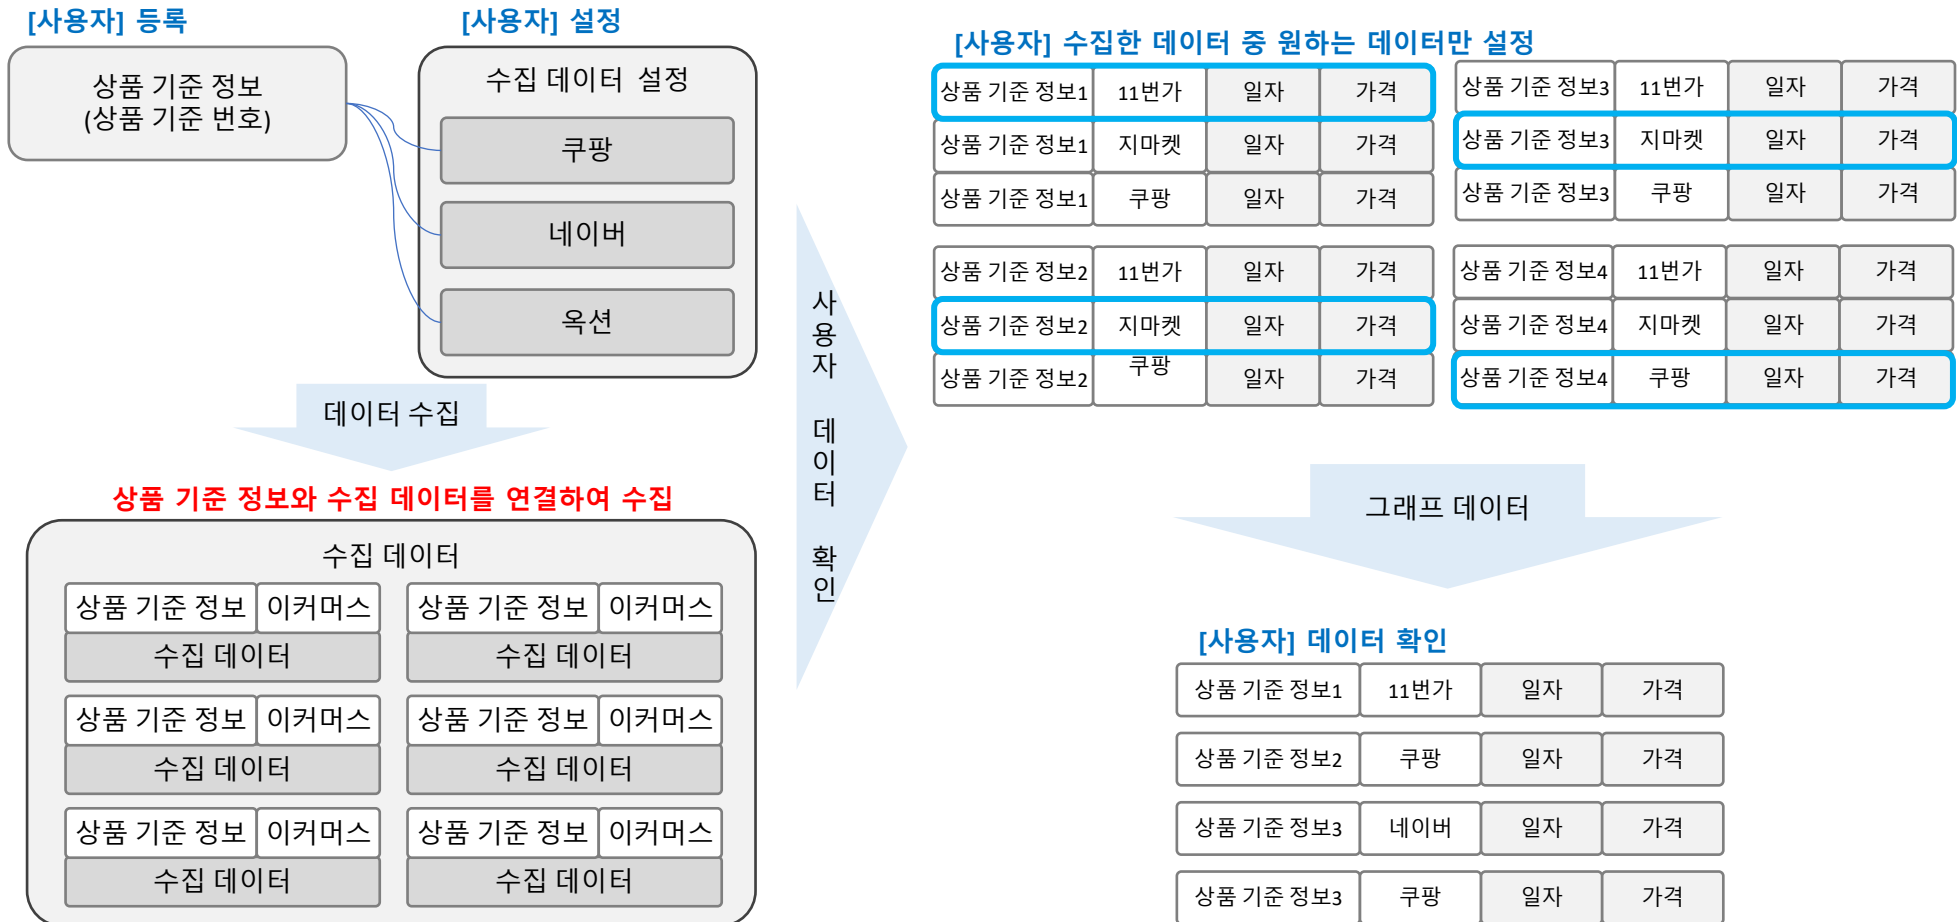 [사용자] 등록
상품 기준 정보
(상품 기준 번호)
[사용자] 설정
수집 데이터 설정
쿠팡
네이버
옥션
데이터 수집
상품 기준 정보와 수집 데이터를 연결하여 수집
수집 데이터
상품 기준 정보 이커머스 상품 기준 정보 이커머스
수집 데이터 수집 데이터
상품 기준 정보 이커머스 상품 기준 정보 이커머스
수집 데이터 수집 데이터
상품 기준 정보 이커머스 상품 기준 정보 이커머스
수집 데이터 수집 데이터
사용자 데이터 확인
[사용자] 수집한 데이터 중 원하는 데이터만 설정
상품 기준 정보1 11번가 일자 가격
상품 기준 정보1 지마켓 일자 가격
상품 기준 정보1 쿠팡 일자 가격
상품 기준 정보3 11번가 일자 가격
상품 기준 정보3 지마켓 일자 가격
상품 기준 정보3 쿠팡 일자 가격
상품 기준 정보2 11번가 일자 가격
상품 기준 정보2 지마켓 일자 가격
상품 기준 정보2 쿠팡 일자 가격
상품 기준 정보4 11번가 일자 가격
상품 기준 정보4 지마켓 일자 가격
상품 기준 정보4 쿠팡 일자 가격
그래프 데이터
[사용자] 데이터 확인
상품 기준 정보1 11번가 일자 가격
상품 기준 정보2 쿠팡 일자 가격
상품 기준 정보3 네이버 일자 가격
상품 기준 정보3 쿠팡 일자 가격